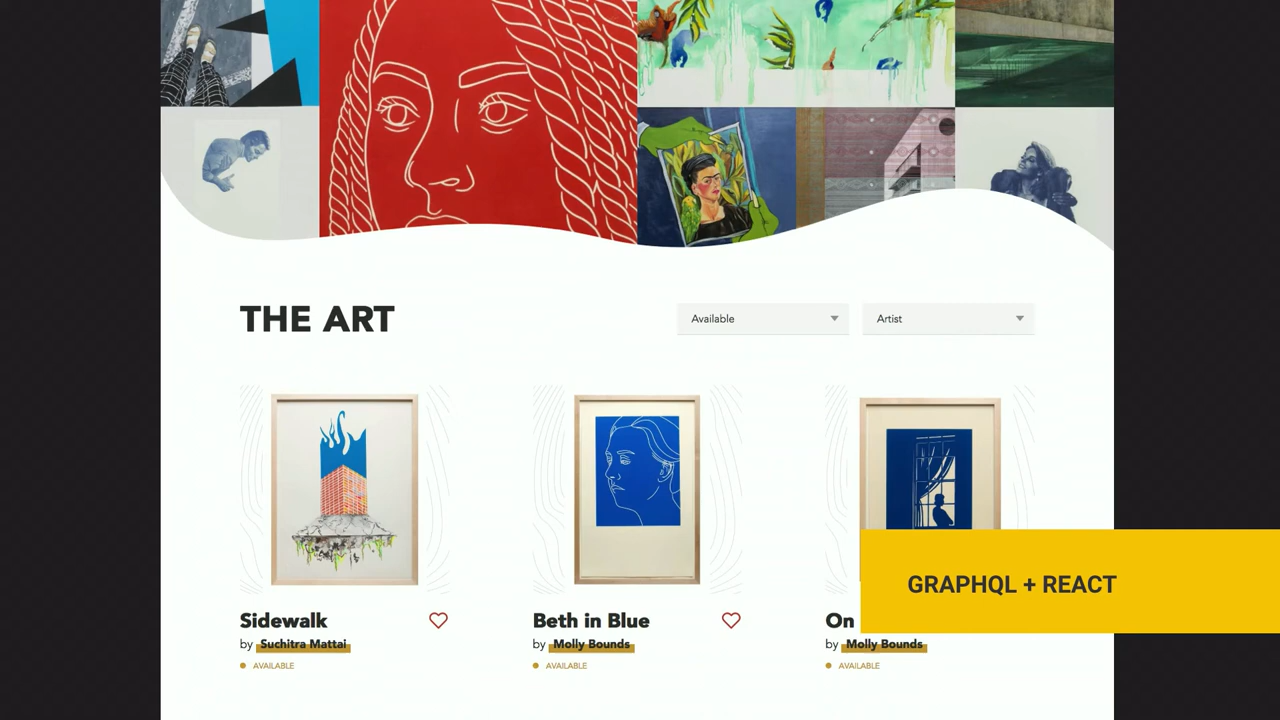 THE ART
Available
Artist
Sidewalk
by Suchitra Mattai
AVAILABLE
Beth in Blue
by Molly Bounds
AVAILABLE
On
by Molly Bounds
AVAILABLE
GRAPHQL + REACT